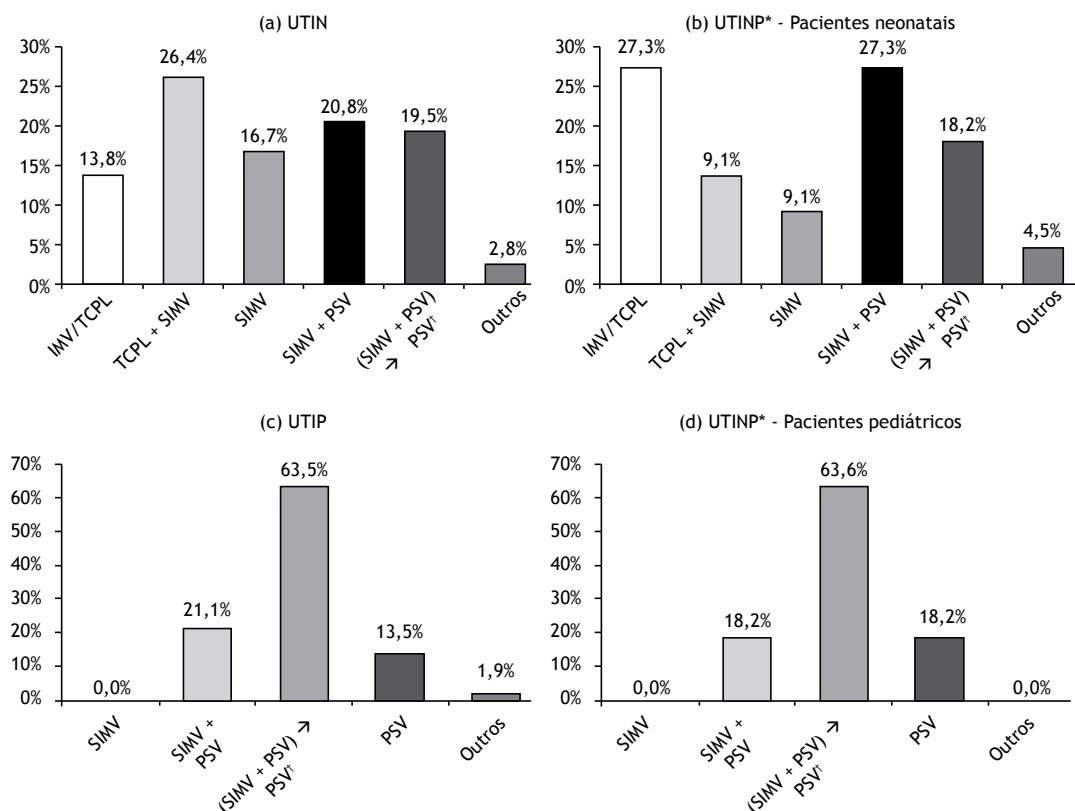 (a) UTIN
30%
25%
20%
15%
10%
5%
0%
13,8%
26,4%
16,7%
20,8%
19,5%
2,8%
IMV/TCPL
TCPL + SIMV
SIMV
SIMV + PSV
(SIMV + PSV)
→ PSV†
Outros
(b) UTINP* - Pacientes neonatais
30%
25%
20%
15%
10%
5%
0%
27,3%
9,1%
9,1%
27,3%
18,2%
4,5%
IMV/TCPL
TCPL + SIMV
SIMV
SIMV + PSV
(SIMV + PSV)
→ PSV†
Outros
(c) UTIP
70%
60%
50%
40%
30%
20%
10%
0%
0,0%
21,1%
63,5%
13,5%
1,9%
SIMV
SIMV +
PSV
(SIMV + PSV) →
PSV†
PSV
Outros
(d) UTINP* - Pacientes pediátricos
70%
60%
50%
40%
30%
20%
10%
0%
0,0%
18,2%
63,6%
18,2%
0,0%
SIMV
SIMV +
PSV
(SIMV + PSV) →
PSV†
PSV
Outros